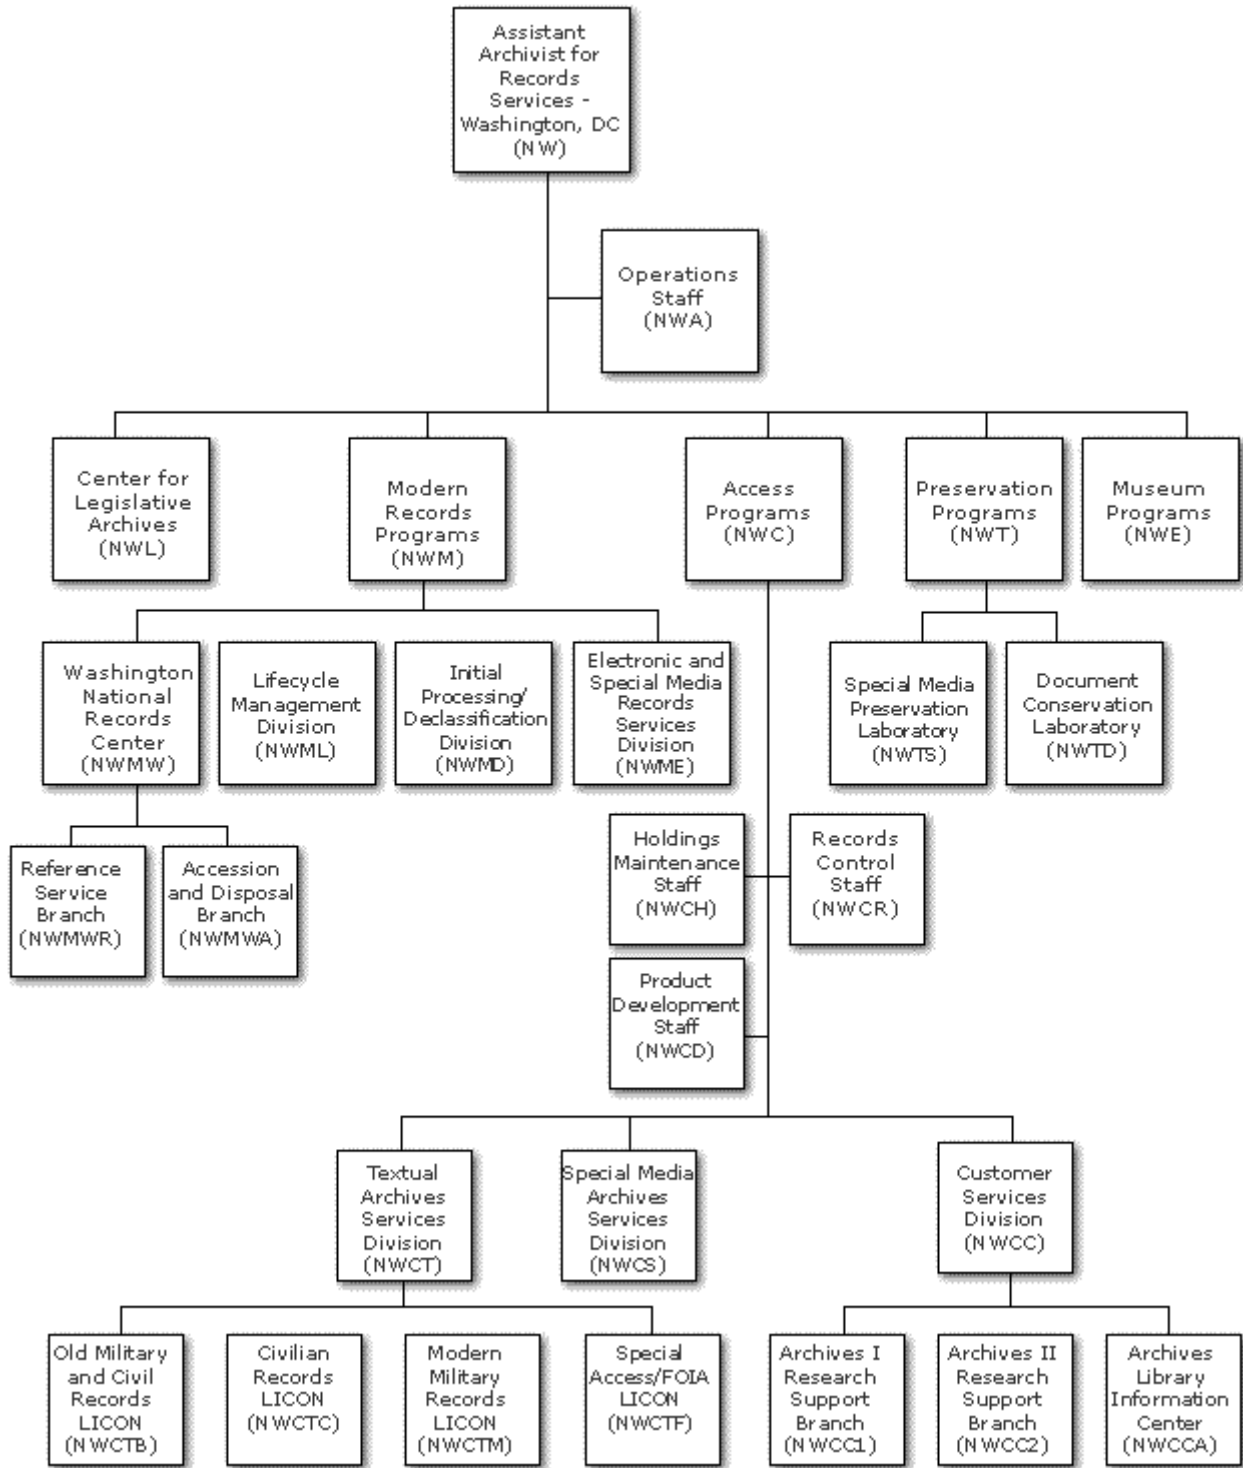 Assistant
Archivist for
Records
Services -
Washington, DC
(NW)
Operations
Staff
(NWA)
Center for
Legislative
Archives
(NWL)
Modern
Records
Programs
(NWM)
Access
Programs
(NWC)
Preservation
Programs
(NWT)
Museum
Programs
(NWE)
Washington
National
Records
Center
(NWMW)
Lifecycle
Management
Division
(NWML)
Initial
Processing/
Declassification
Division
(NWMD)
Electronic and
Special Media
Records
Services
Division
(NWME)
Special Media
Preservation
Laboratory
(NWTS)
Document
Conservation
Laboratory
(NWTD)
Reference
Service
Branch
(NWMWR)
Accession
and Disposal
Branch
(NWMWA)
Holdings
Maintenance
Staff
(NWCH)
Records
Control
Staff
(NWCR)
Product
Development
Staff
(NWCD)
Textual
Archives
Services
Division
(NWCT)
Special Media
Archives
Services
Division
(NWCS)
Customer
Services
Division
(NWCC)
Old Military
and Civil
Records
LICON
(NWCTB)
Civilian
Records
LICON
(NWCTC)
Modern
Military
Records
LICON
(NWCTM)
Special
Access/FOIA
LICON
(NWCTF)
Archives I
Research
Support
Branch
(NWCC1)
Archives II
Research
Support
Branch
(NWCC2)
Archives
Library
Information
Center
(NWCCA)